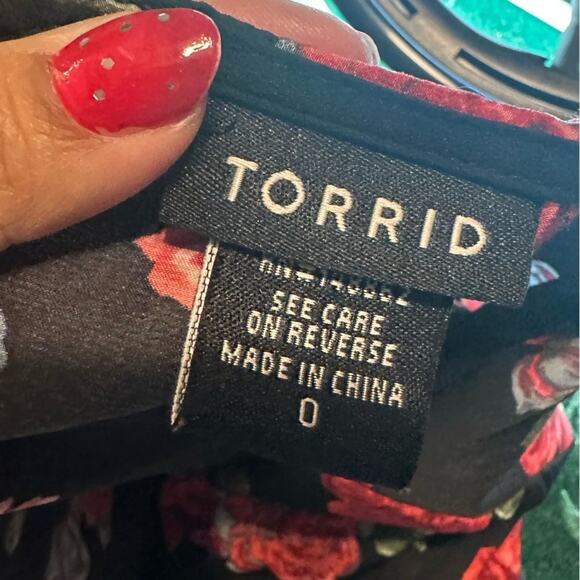 TORRID
SEE CARE
ON REVERSE
MADE IN CHINA
0